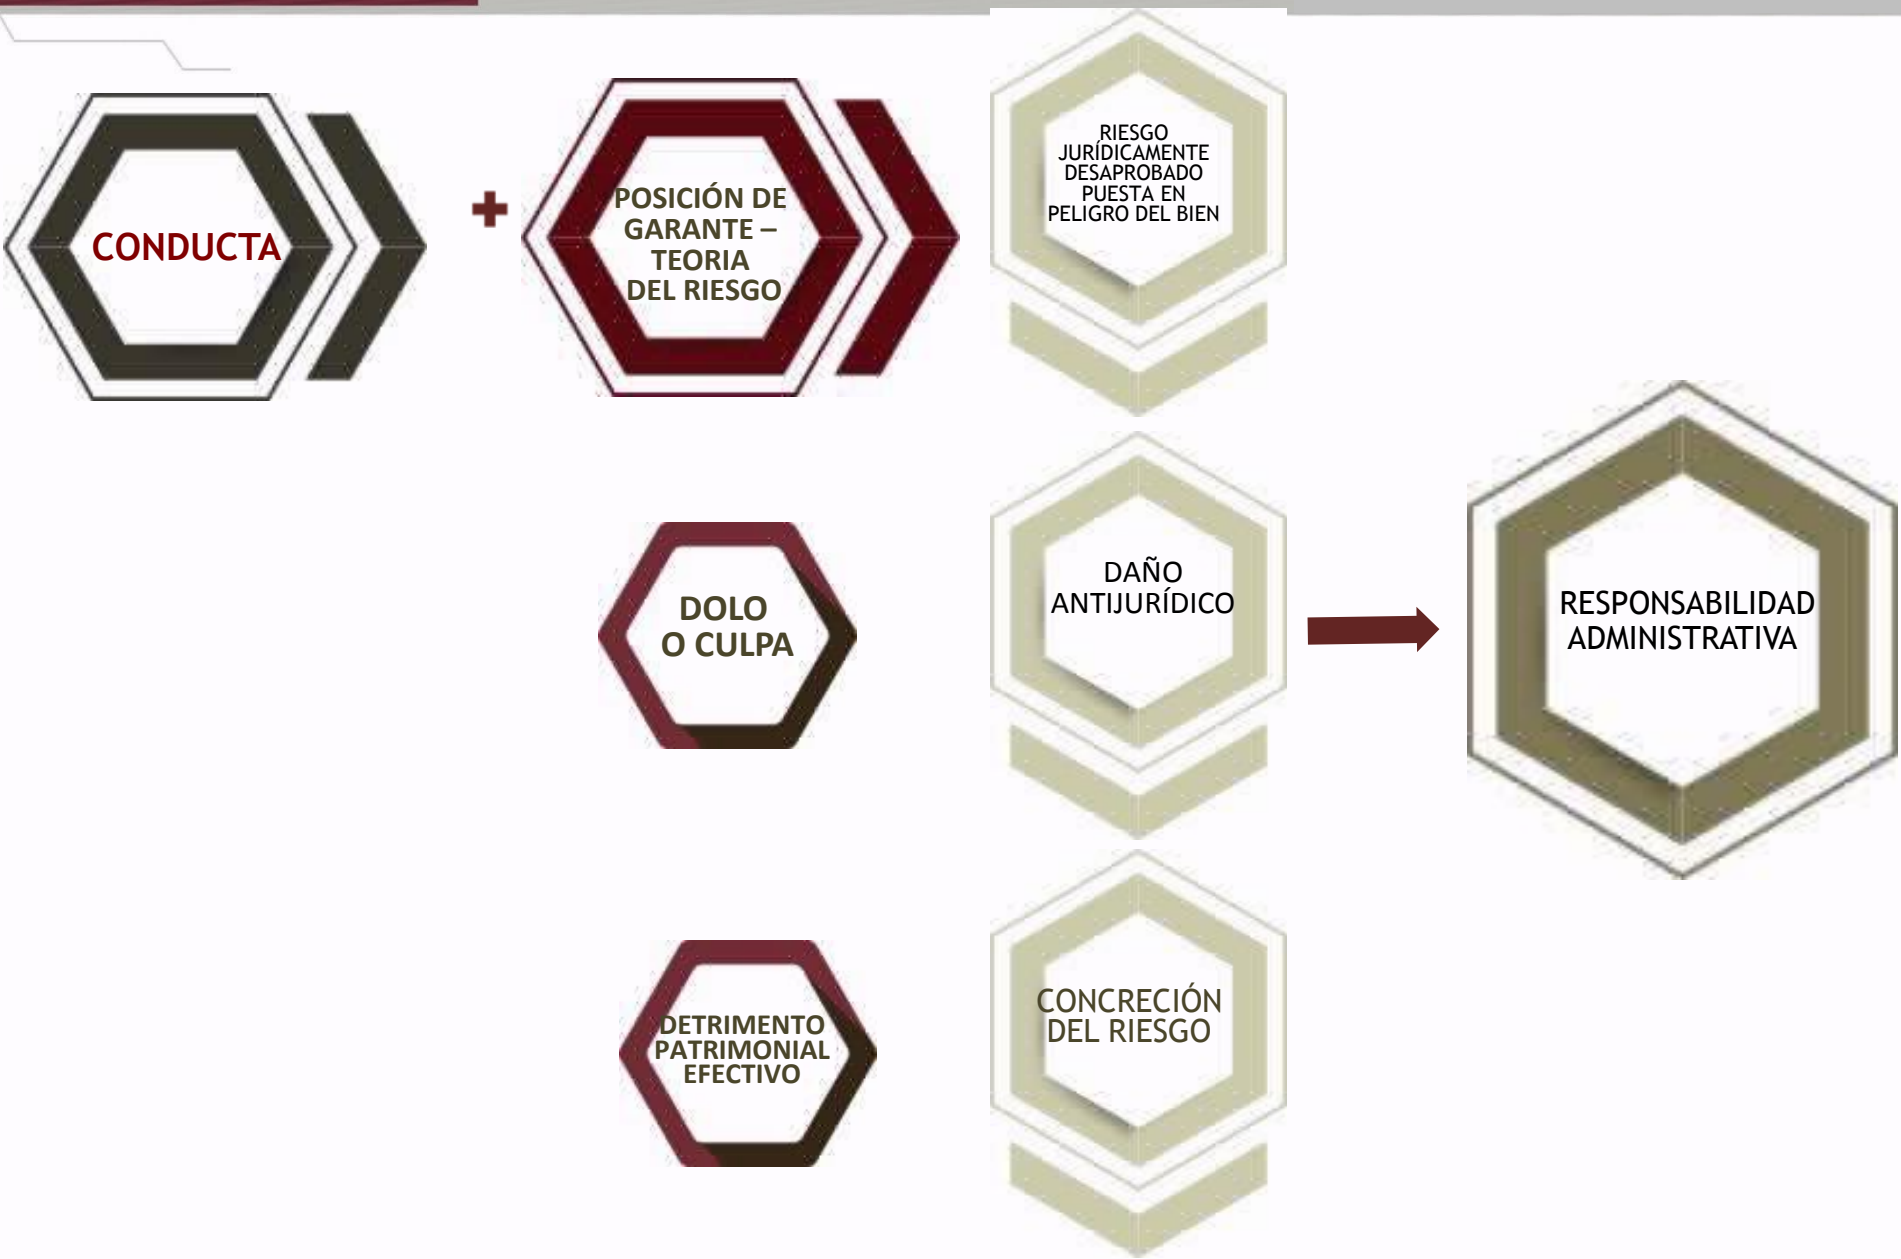 CONDUCTA
POSICIÓN DE
GARANTE –
TEORIA
DEL RIESGO
RIESGO
JURÍDICAMENTE
DESAPROBADO
PUESTA EN
PELIGRO DEL BIEN
DOLO
O CULPA
DAÑO
ANTIJURÍDICO
RESPONSABILIDAD
ADMINISTRATIVA
DETRIMENTO
PATRIMONIAL
EFECTIVO
CONCRECIÓN
DEL RIESGO